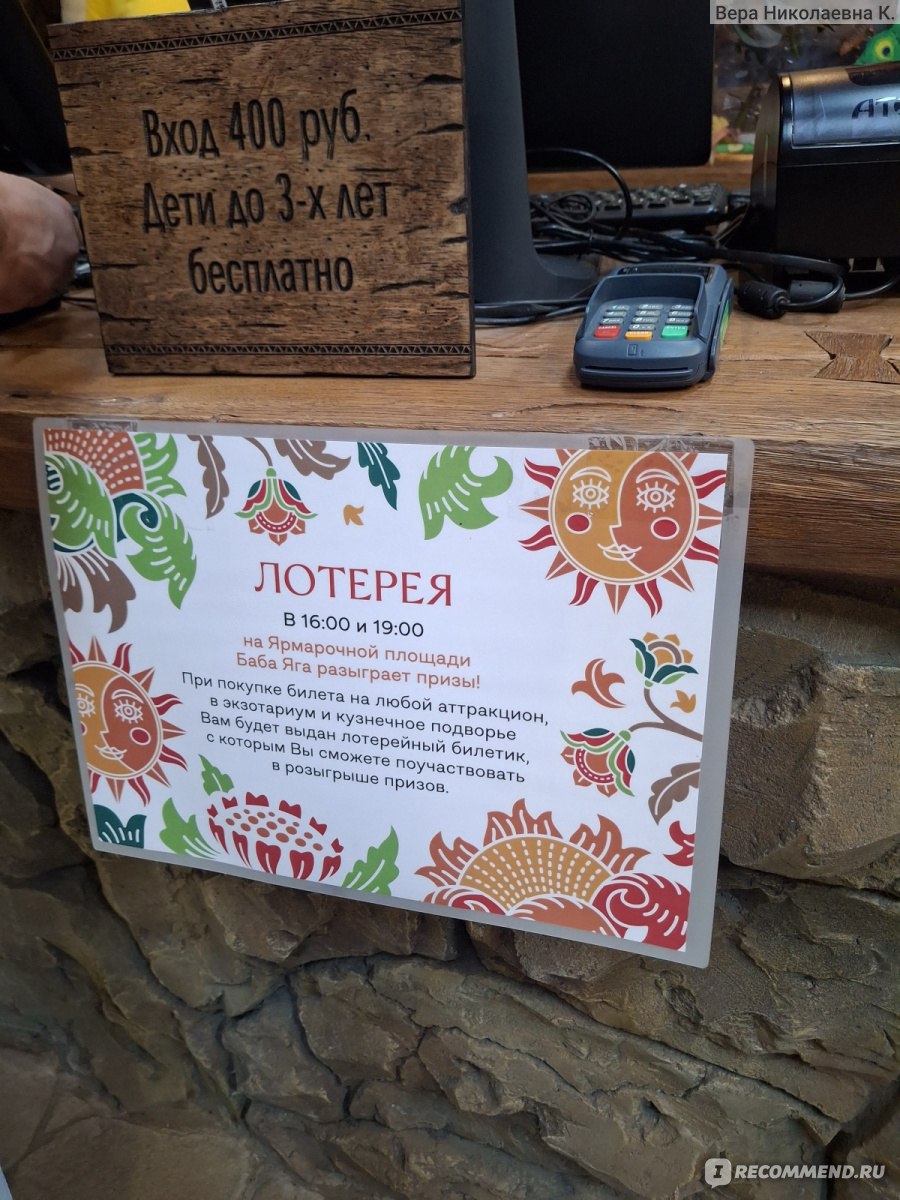 Вера Николаевна К.
Вход 400 руб.
Дети до 3-х лет
бесплатно
ЛОТЕРЕЯ
В 16:00 и 19:00
на Ярмарочной площади
Баба Яга разыграет призы!
При покупке билета на любой аттракцион,
в экзотариум и кузнечное подворье
Вам будет выдан лотерейный билетик,
с которым Вы сможете поучаствовать
в розыгрыше призов.
IRECOMMEND.RU